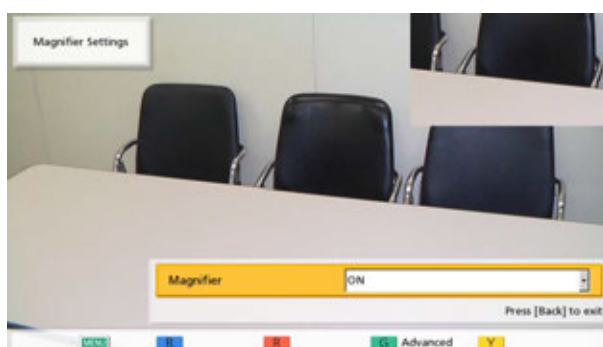 Magnifier Settings
Magnifier ON
Press [Back] to exit
MENU B R G Advanced Y